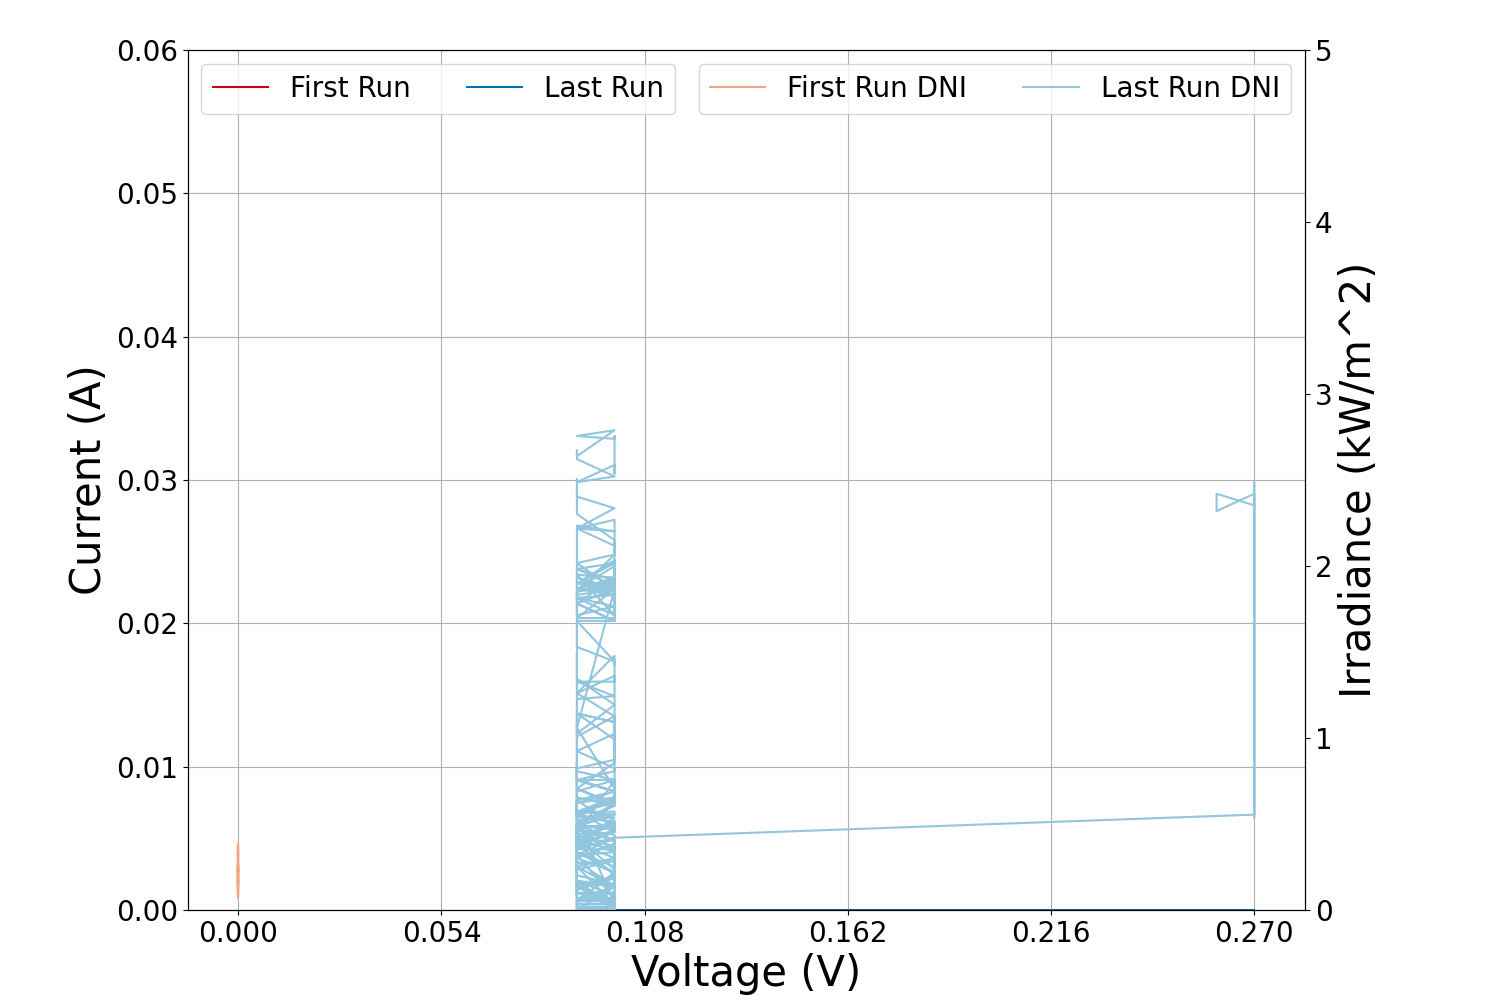 First Run
Last Run
First Run DNI
Last Run DNI
0.06
0.05
0.04
0.03
0.02
0.01
0.00
Current (A)
5
4
3
2
1
0
Irradiance (kW/m^2)
0.000
0.054
0.108
0.162
0.216
0.270
Voltage (V)